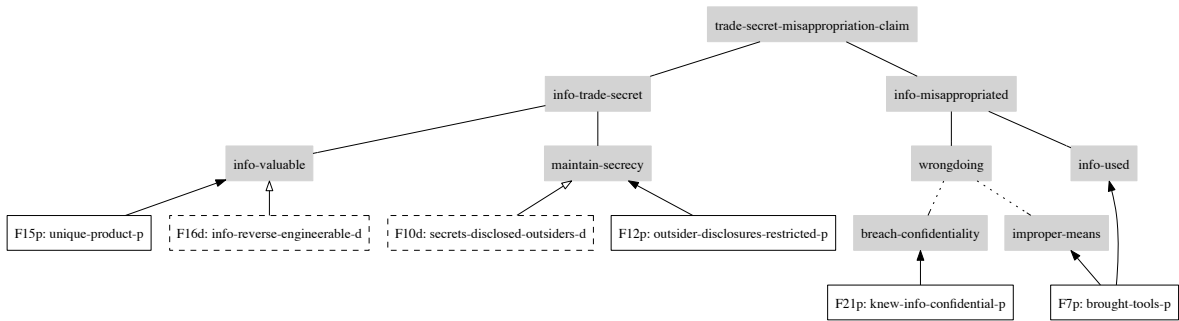 trade-secret-misappropriation-claim
info-trade-secret
info-misappropriated
info-valuable
maintain-secrecy
wrongdoing
info-used
F15p: unique-product-p
F16d: info-reverse-engineerable-d
F10d: secrets-disclosed-outsiders-d
F12p: outsider-disclosures-restricted-p
breach-confidentiality
improper-means
F21p: knew-info-confidential-p
F7p: brought-tools-p